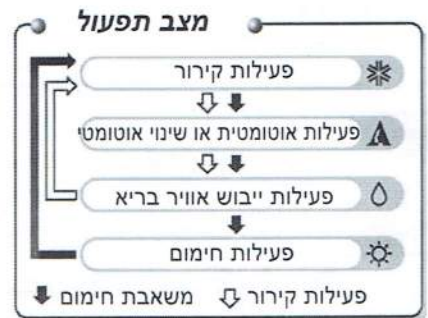 מצב תפעול
פעילות קירור
פעילות אוטומטית או שינוי אוטומטי
פעילות ייבוש אוויר בריא
פעילות חימום
פעילות קירור משאבת חימום